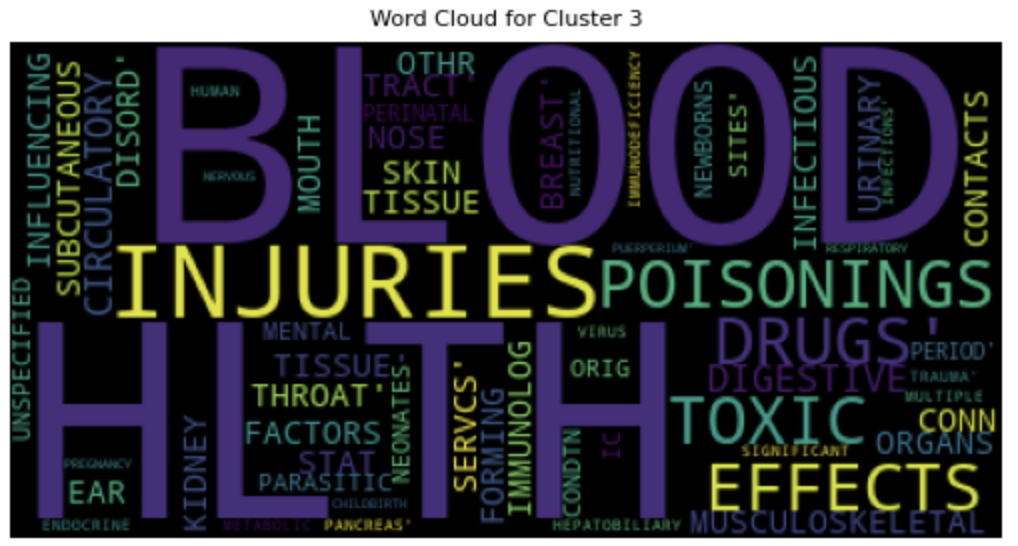 Word Cloud for Cluster 3
INFLUENCING
SUBCUTANEOUS
CIRCULATORY
DISORD'
BLOOD
HUMAN
NERVOUS
MOUTH
OTHR
TRACT'
PERINATAL
NOSE
SKIN
TISSUE
BREAST'
NUTRITIONAL
IMMUNODEFICIENCY
NEWBORNS
SITES'
INFECTIOUS
URINARY
INFECTIONS'
CONTACTS
PUERPERIUM'
RESPIRATORY
INJURIES
POISONINGS
UNSPECIFIED
HLTH
MENTAL
TISSUE'
THROAT'
FACTORS
STAT
PARASITIC
CHILDBIRTH
NEONATES'
SERVCS'
FORMING
IMMUNOLOG
VIRUS
ORIG
CONDTN
IC
DRUGS'
PERIOD'
DIGESTIVE
TRAUMA'
MULTIPLE
TOXIC
CONN
ORGANS
SIGNIFICANT
EFFECTS
PREGNANCY
EAR
KIDNEY
ENDOCRINE
METABOLIC
PANCREAS'
HEPATOBILIARY
MUSCULOSKELETAL